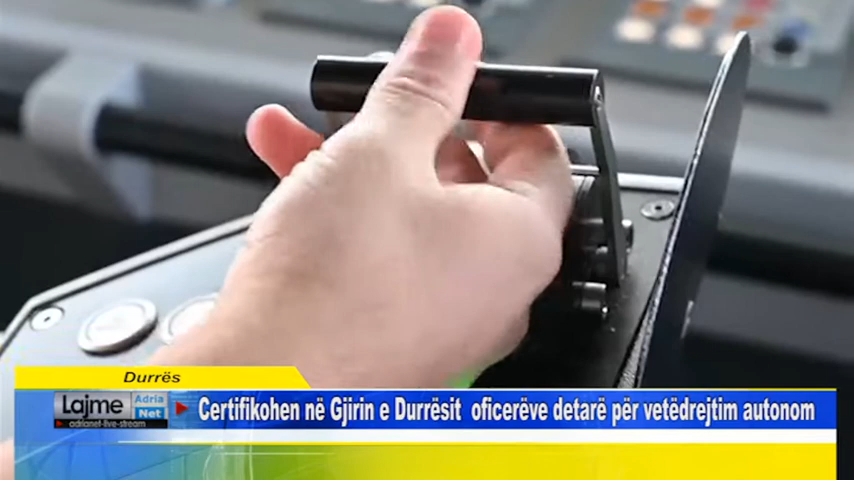 Durrës
Lajme Adria Net
adrianet-live-stream
Certifikohen në Gjirin e Durrësit oficerëve detarë për vetëdrejtim autonom